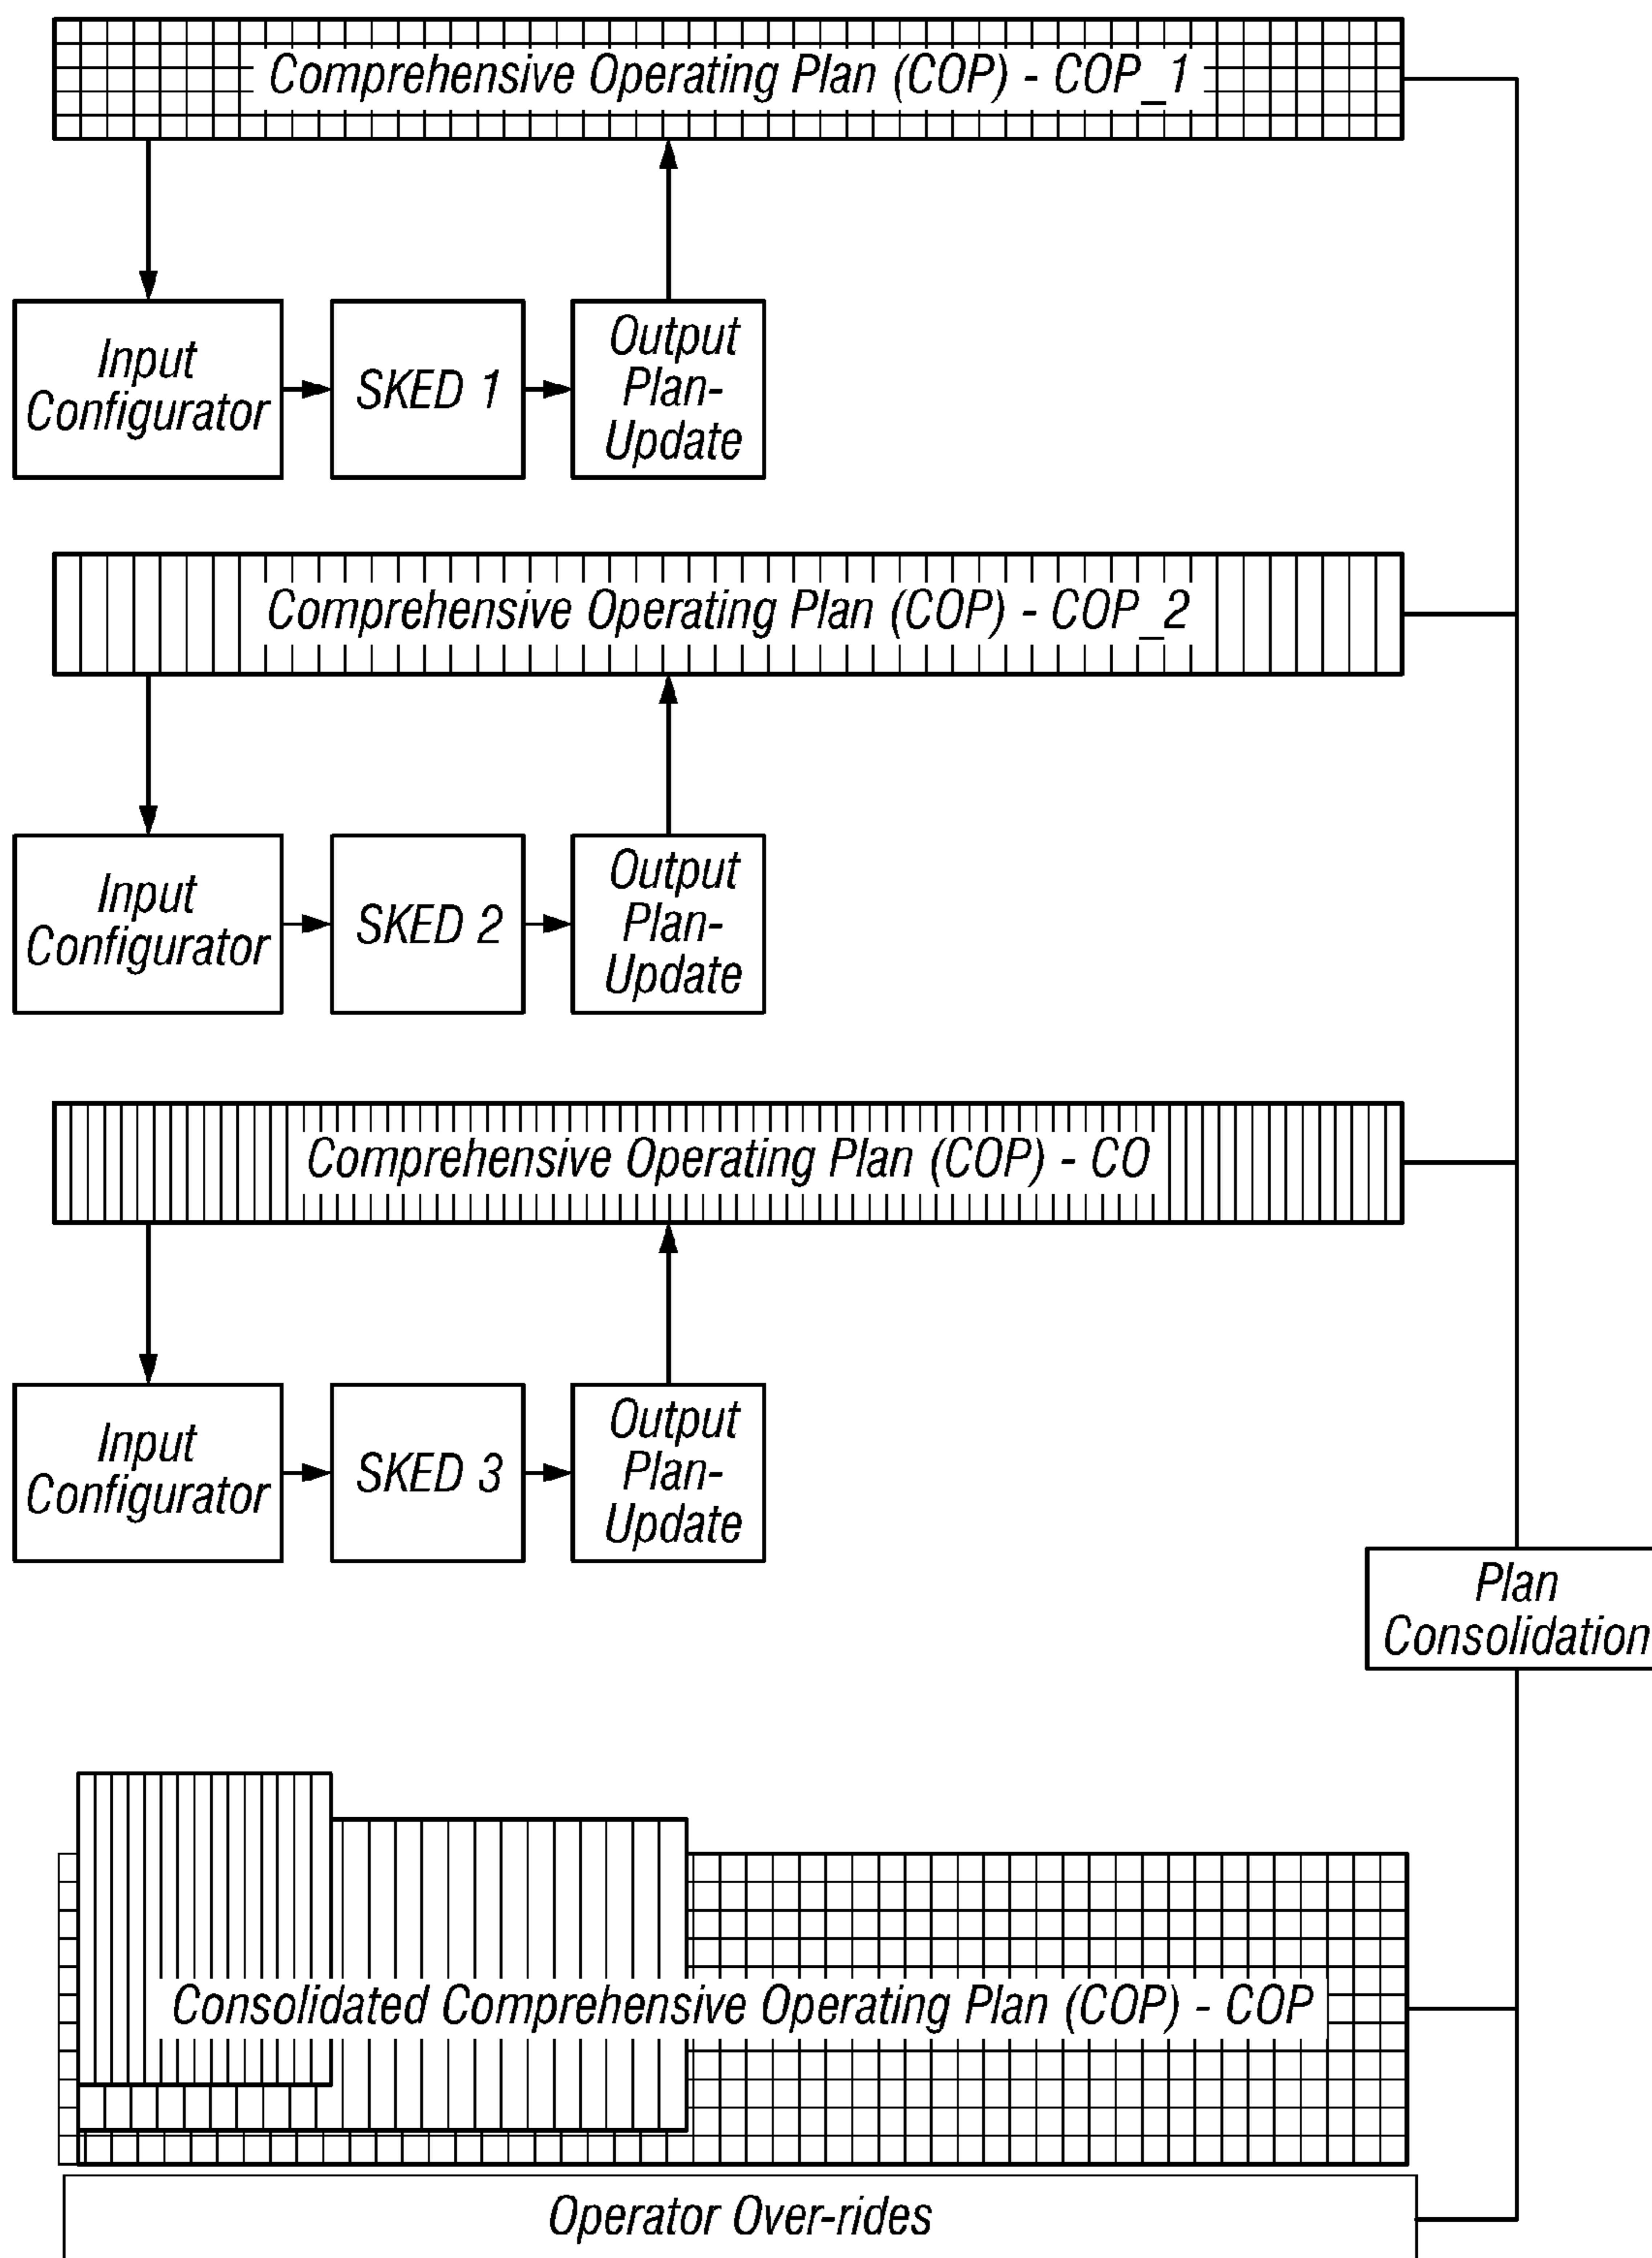 Comprehensive Operating Plan (COP) - COP_1
Input
Configurator
SKED 1
Output
Plan-
Update
Comprehensive Operating Plan (COP) - COP_2
Input
Configurator
SKED 2
Output
Plan-
Update
Comprehensive Operating Plan (COP) - CO
Input
Configurator
SKED 3
Output
Plan-
Update
Plan
Consolidation
Consolidated Comprehensive Operating Plan (COP) - COP
Operator Over-rides